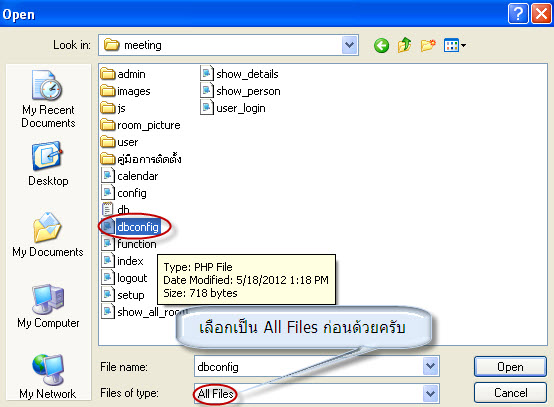 Open
Look in:
meeting
My Recent
Documents
Desktop
My Documents
My Computer
My Network
admin
images
js
room_picture
user
คู่มือการติดตั้ง
calendar
config
db
dbconfig
function
index
logout
setup
show_all_room
show_details
show_person
user_login
Type: PHP File
Date Modified: 5/18/2012 1:18 PM
Size: 718 bytes
เลือกเป็น All Files ก่อนด้วยครับ
File name:
dbconfig
Open
Files of type:
All Files
Cancel